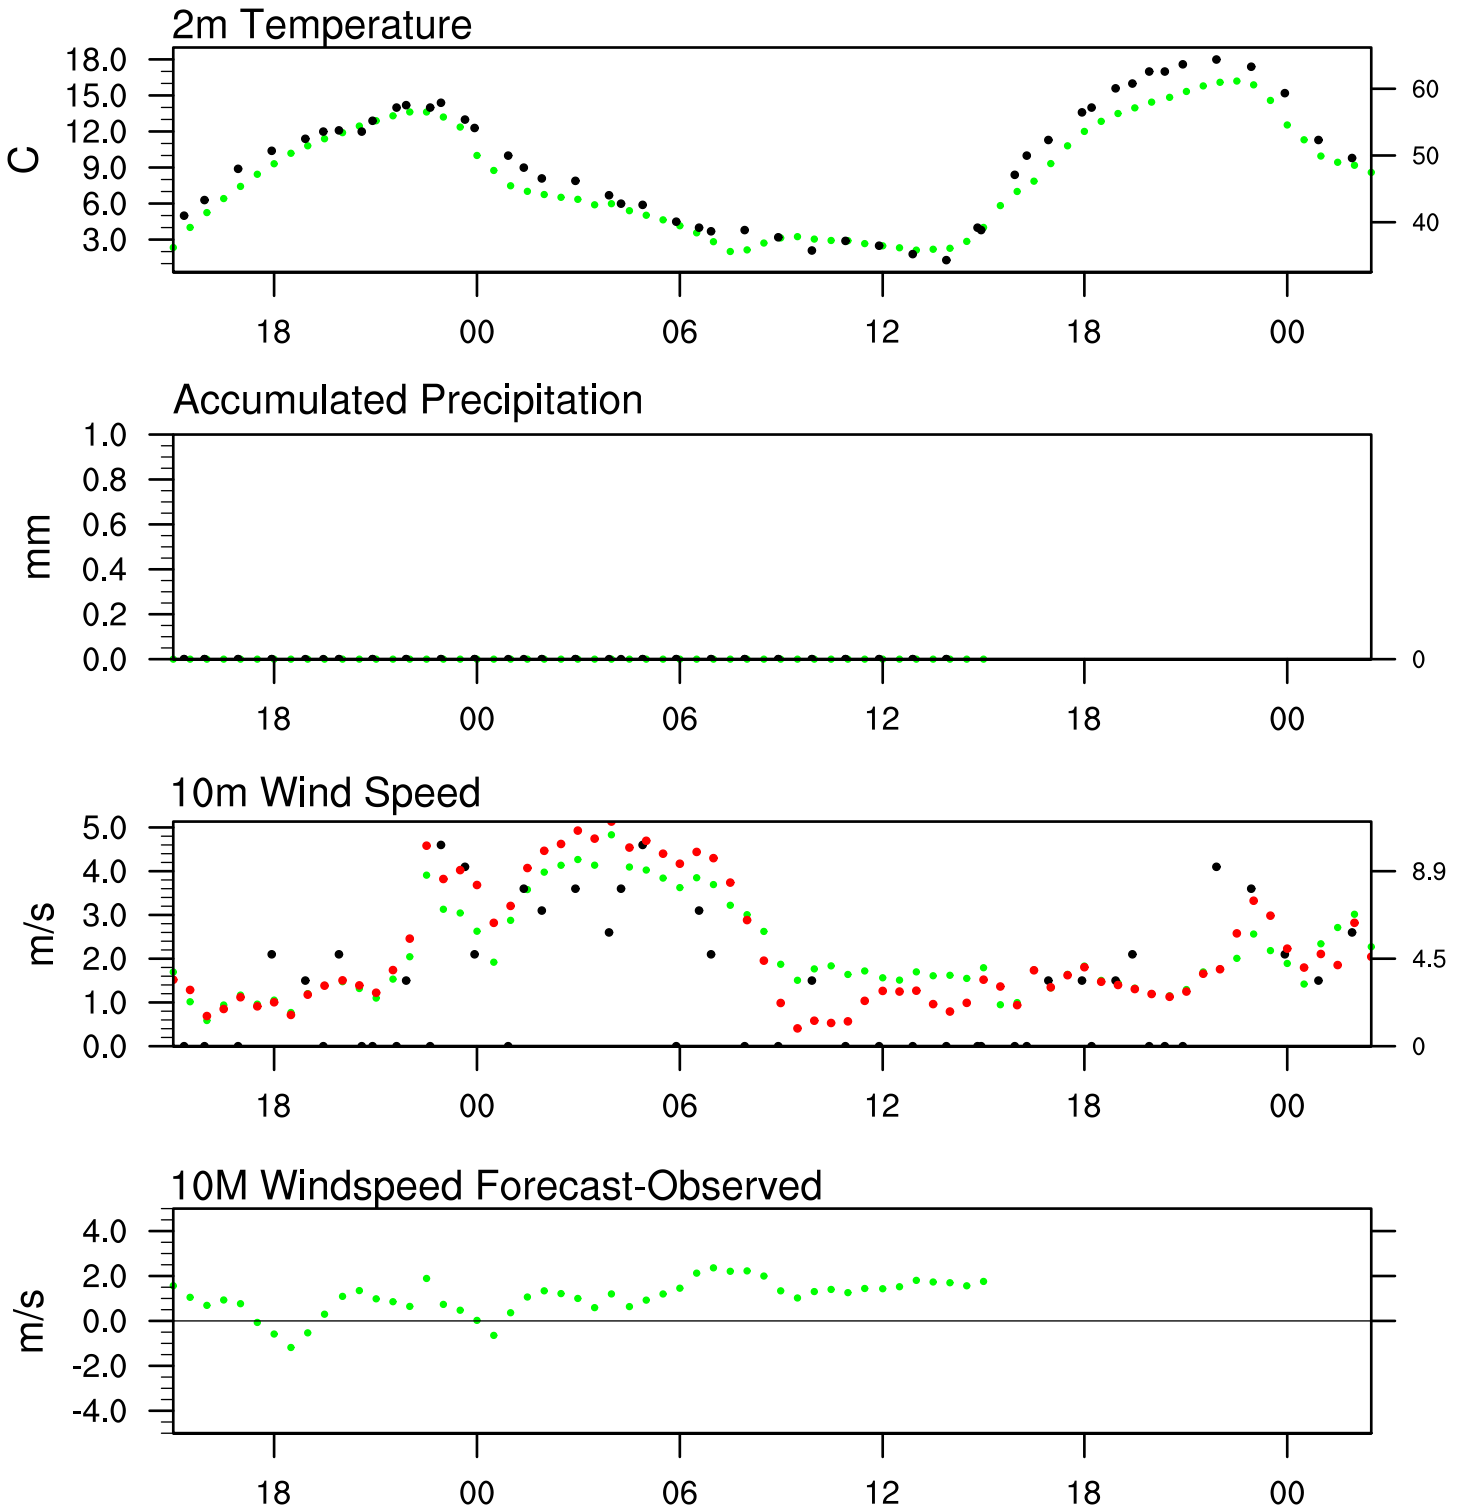 2m Temperature
18.0
15.0
12.0
9.0
6.0
3.0
C
60
50
40
18 00 06 12 18 00
Accumulated Precipitation
1.0
0.8
0.6
0.4
0.2
0.0
mm
0
18 00 06 12 18 00
10m Wind Speed
5.0
4.0
3.0
2.0
1.0
0.0
m/s
8.9
4.5
0
18 00 06 12 18 00
10M Windspeed Forecast-Observed
4.0
2.0
0.0
-2.0
-4.0
m/s
18 00 06 12 18 00